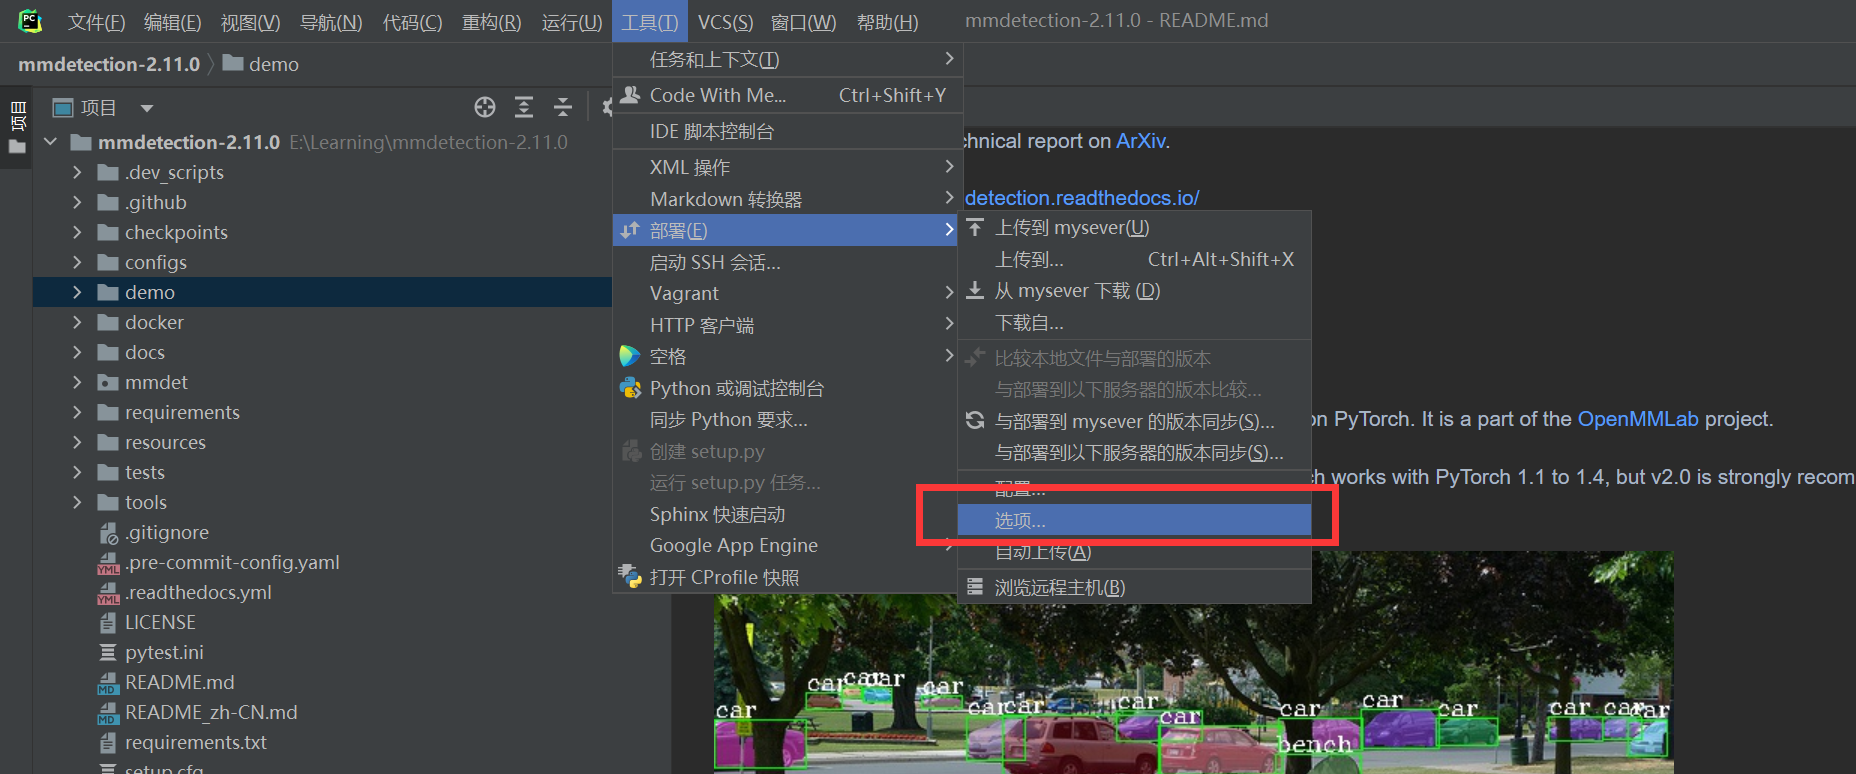 文件(F) 编辑(E) 视图(V) 导航(N) 代码(C) 重构(R) 运行(U) 工具(T) VCS(S) 窗口(W) 帮助(H) mmdetection-2.11.0 - README.md
mmdetection-2.11.0 demo
项目
项目
mmdetection-2.11.0 E:\Learning\mmdetection-2.11.0
.dev_scripts
.github
checkpoints
configs
demo
docker
docs
mmdet
requirements
resources
tests
tools
.gitignore
.pre-commit-config.yaml
.readthedocs.yml
LICENSE
pytest.ini
README.md
README_zh-CN.md
requirements.txt
setup.cfg
任务和上下文(T)
Code With Me... Ctrl+Shift+Y
IDE 脚本控制台
XML 操作
Markdown 转换器
部署(E)
启动 SSH 会话...
Vagrant
HTTP 客户端
空格
Python 或调试控制台
同步 Python 要求...
创建 setup.py
运行 setup.py 任务...
Sphinx 快速启动
Google App Engine
打开 CProfile 快照
上传到 mysever(U)
上传到... Ctrl+Alt+Shift+X
从 mysever 下载 (D)
下载自...
比较本地文件与部署的版本
与部署到以下服务器的版本比较...
与部署到 mysever 的版本同步(S)...
与部署到以下服务器的版本同步(S)...
配置...
选项...
自动上传(A)
浏览远程主机(B)
chnical report on ArXiv.
detection.readthedocs.io/
on PyTorch. It is a part of the OpenMMLab project.
ch works with PyTorch 1.1 to 1.4, but v2.0 is strongly recom
car
car
car
car
car
car
car
car
car
car
car
car
car
car
bench